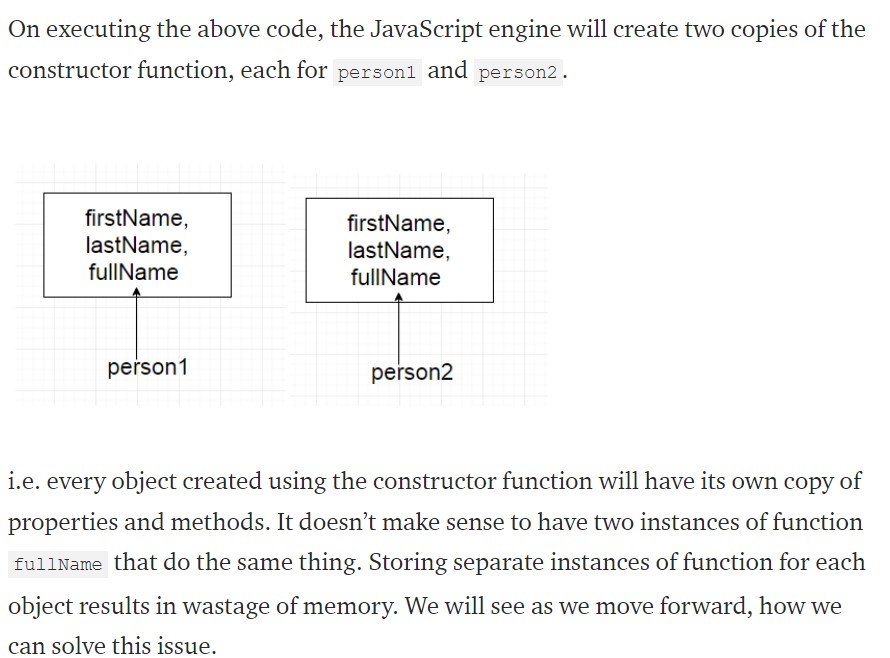 On executing the above code, the JavaScript engine will create two copies of the
constructor function, each for person1 and person2.
firstName,
lastName,
fullName
person1
firstName,
lastName,
fullName
person2
i.e. every object created using the constructor function will have its own copy of
properties and methods. It doesn’t make sense to have two instances of function
fullName that do the same thing. Storing separate instances of function for each
object results in wastage of memory. We will see as we move forward, how we
can solve this issue.